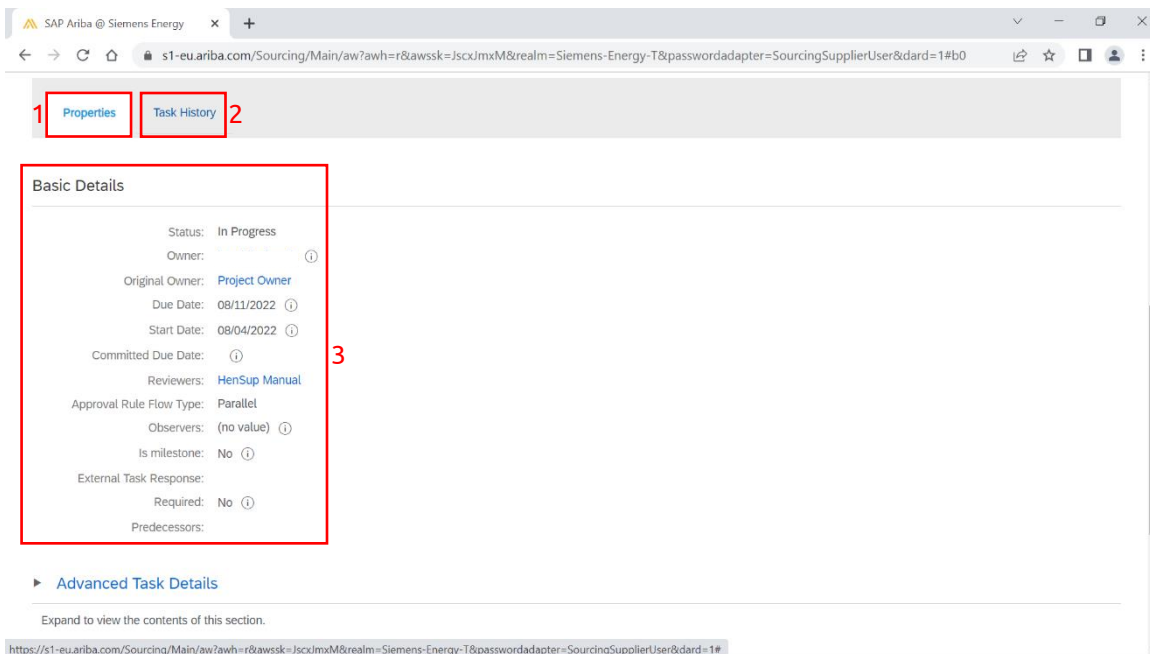 SAP Ariba @ Siemens Energy
s1-eu.ariba.com/Sourcing/Main/aw?awh=r&awssk=JscxJmxM&realm=Siemens-Energy-T&passwordadapter=SourcingSupplierUser&dard=1#b0
1 Properties Task History 2
Basic Details
Status: In Progress
Owner:
Original Owner: Project Owner
Due Date: 08/11/2022
Start Date: 08/04/2022
3
Committed Due Date:
Reviewers: HenSup Manual
Approval Rule Flow Type: Parallel
Observers: (no value)
Is milestone: No
External Task Response:
Required: No
Predecessors:
Advanced Task Details
Expand to view the contents of this section.
https://s1-eu.ariba.com/Sourcing/Main/aw?awh=r&awssk=JscxJmxM&realm=Siemens-Energy-T&passwordadapter=SourcingSupplierUser&dard=1#